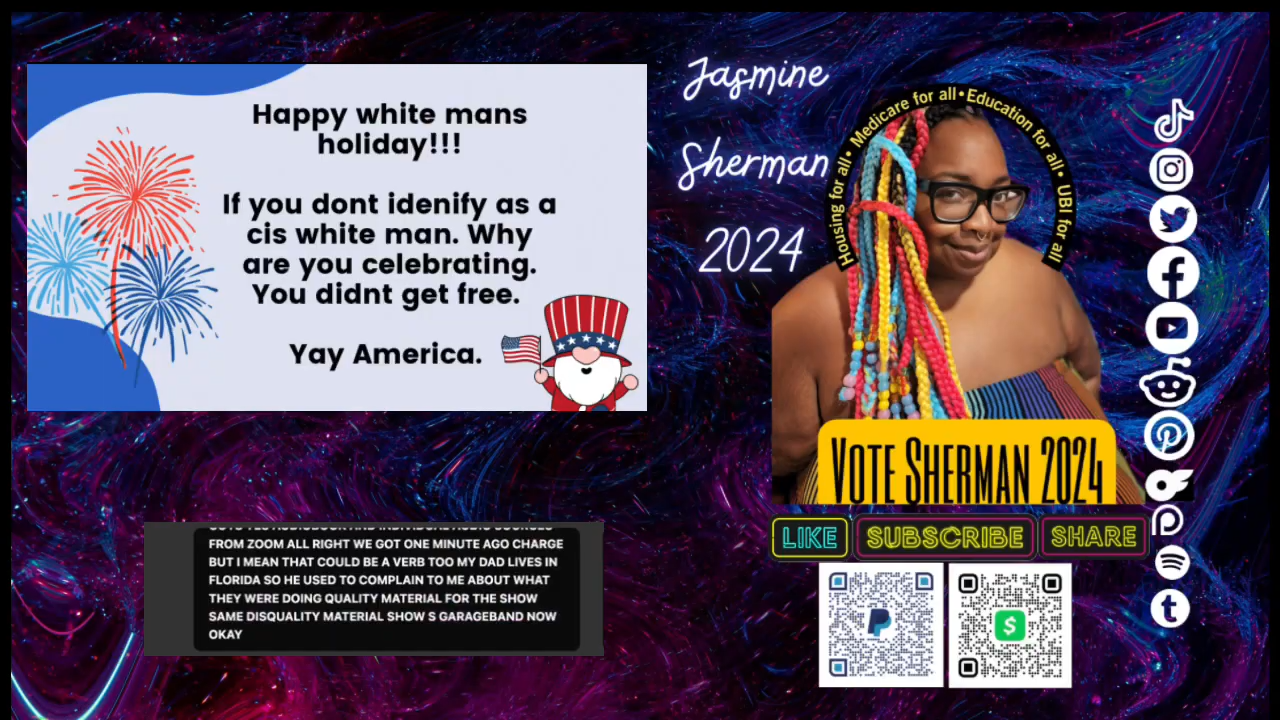 Happy white mans
holiday!!!
If you dont idenify as a
cis white man. Why
are you celebrating.
You didnt get free.
Yay America.
Jasmine
Sherman
2024
Housing for all • Medicare for all • Education for all • UBI for all
VOTE SHERMAN 2024
LIKE
SUBSCRIBE
SHARE
FROM ZOOM ALL RIGHT WE GOT ONE MINUTE AGO CHARGE
BUT I MEAN THAT COULD BE A VERB TOO MY DAD LIVES IN
FLORIDA SO HE USED TO COMPLAIN TO ME ABOUT WHAT
THEY WERE DOING QUALITY MATERIAL FOR THE SHOW
SAME DISQUALITY MATERIAL SHOW S GARAGEBAND NOW
OKAY